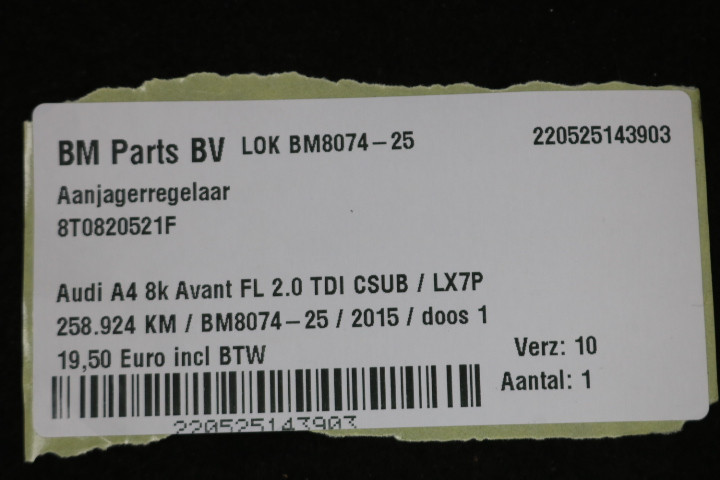 BM Parts BV LOK BM8074-25 220525143903
Aanjagerregelaar
8T0820521F
Audi A4 8k Avant FL 2.0 TDI CSUB / LX7P
258.924 KM / BM8074-25 / 2015 / doos 1
19,50 Euro incl BTW Verz: 10
Aantal: 1
220525143903